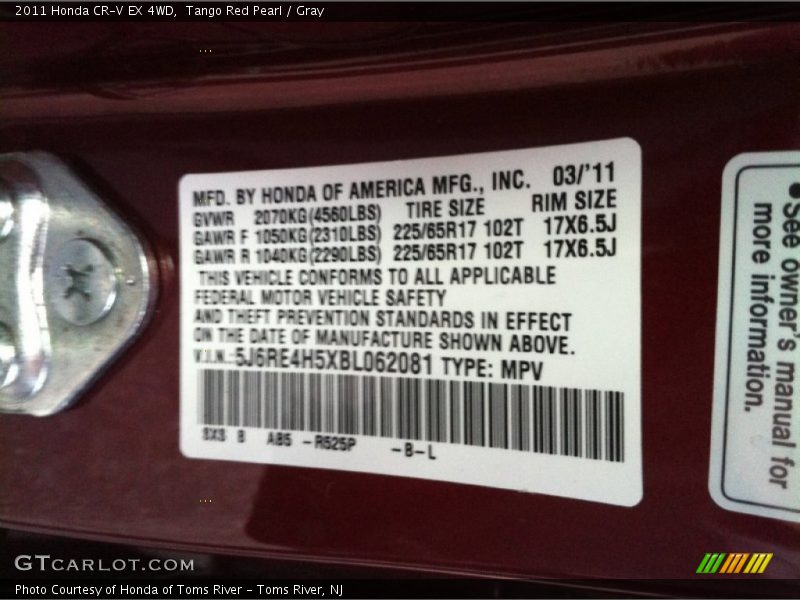 2011 Honda CR-V EX 4WD,  Tango Red Pearl / Gray
MFD. BY HONDA OF AMERICA MFG., INC.  03/'11
GVWR  2070KG(4560LBS)  TIRE SIZE  RIM SIZE
GAWR F 1050KG(2310LBS)  225/65R17 102T  17X6.5J
GAWR R 1040KG(2290LBS)  225/65R17 102T  17X6.5J
THIS VEHICLE CONFORMS TO ALL APPLICABLE
FEDERAL MOTOR VEHICLE SAFETY
AND THEFT PREVENTION STANDARDS IN EFFECT
ON THE DATE OF MANUFACTURE SHOWN ABOVE.
V.I.N.:5J6RE4H5XBL062081 TYPE: MPV
SXS  B  A85  -R525P  -B-L
•See owner's manual for
more information.
GTCARLOT.COM
Photo Courtesy of Honda of Toms River - Toms River, NJ